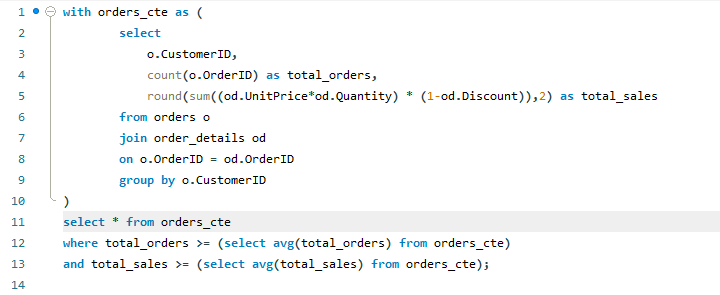 1 with orders_cte as (
2 select
3 o.CustomerID,
4 count(o.OrderID) as total_orders,
5 round(sum((od.UnitPrice*od.Quantity) * (1-od.Discount)),2) as total_sales
6 from orders o
7 join order_details od
8 on o.OrderID = od.OrderID
9 group by o.CustomerID
10 )
11 select * from orders_cte
12 where total_orders >= (select avg(total_orders) from orders_cte)
13 and total_sales >= (select avg(total_sales) from orders_cte);
14